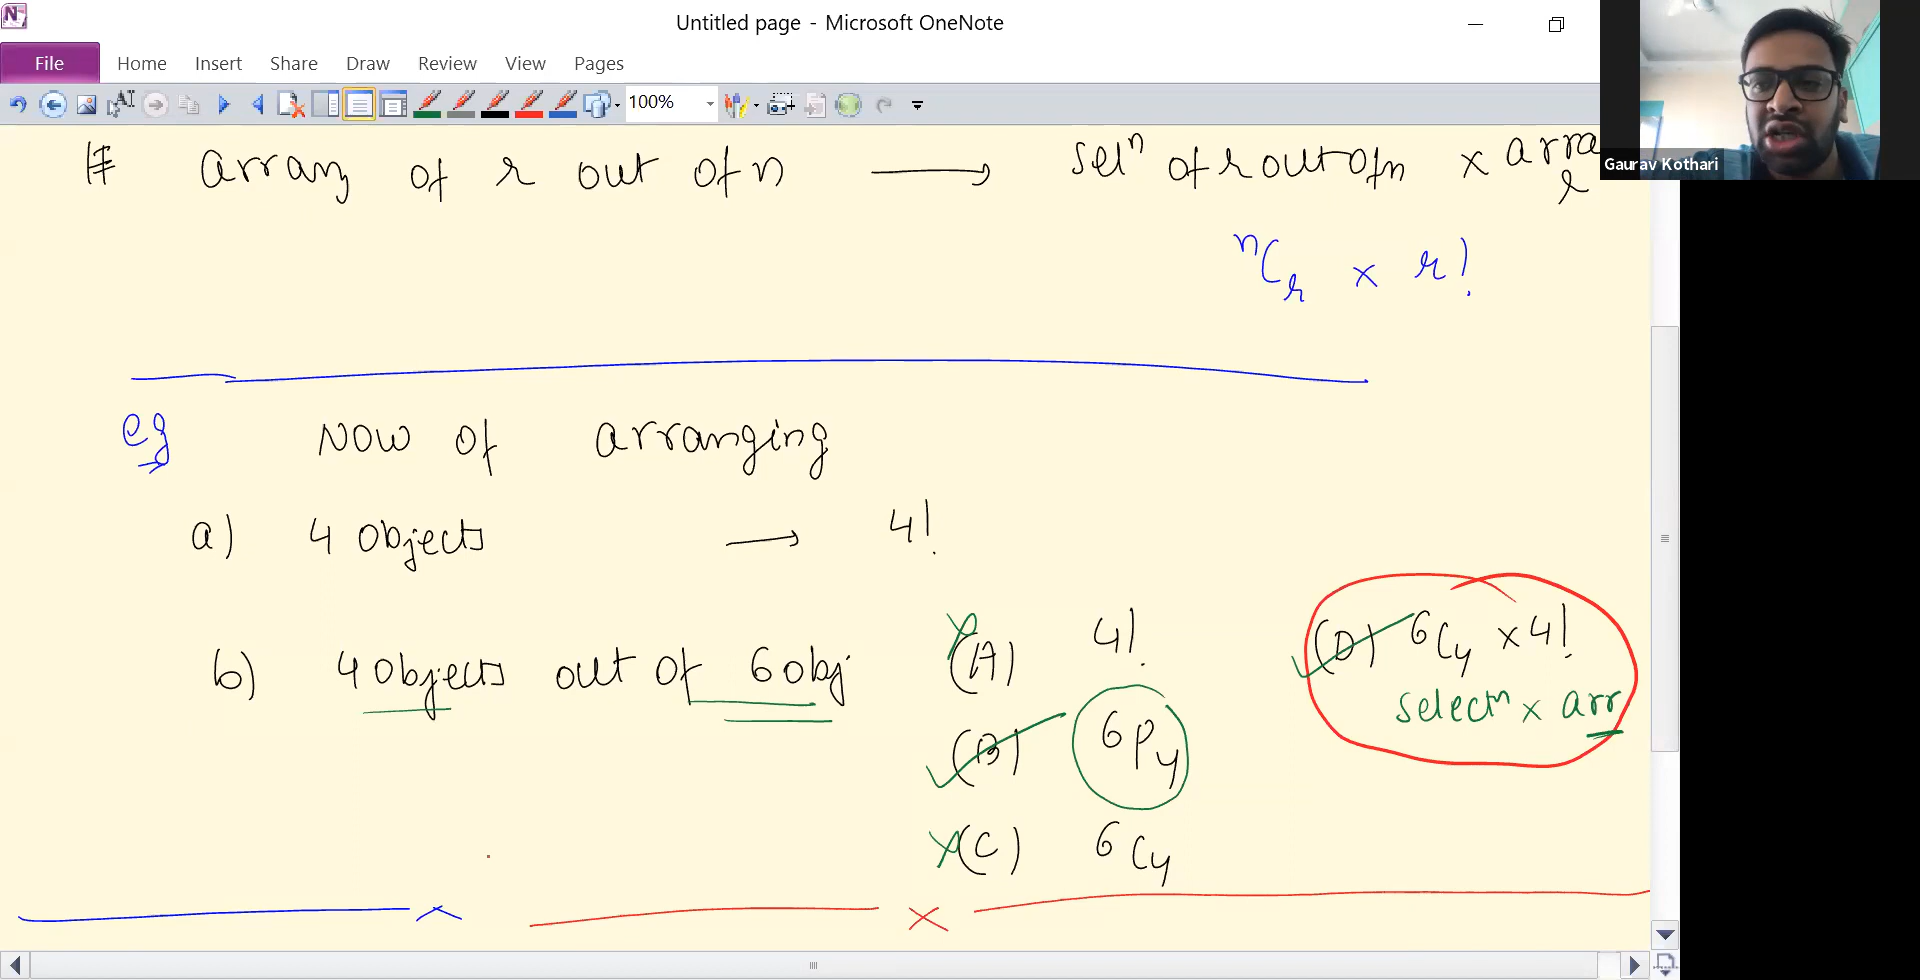 Untitled page - Microsoft OneNote
File Home Insert Share Draw Review View Pages
100%
Gaurav Kothari
# arrang of r out of n → selⁿ of r out of n × arra
r
ⁿCᵣ × r!
eg NOW of arranging
a) 4 objects → 4!
b) 4 objects out of 6 obj
(A) 4!
(B) 6P4
(C) 6C4
(D) 6C4 × 4!
selectⁿ × arr